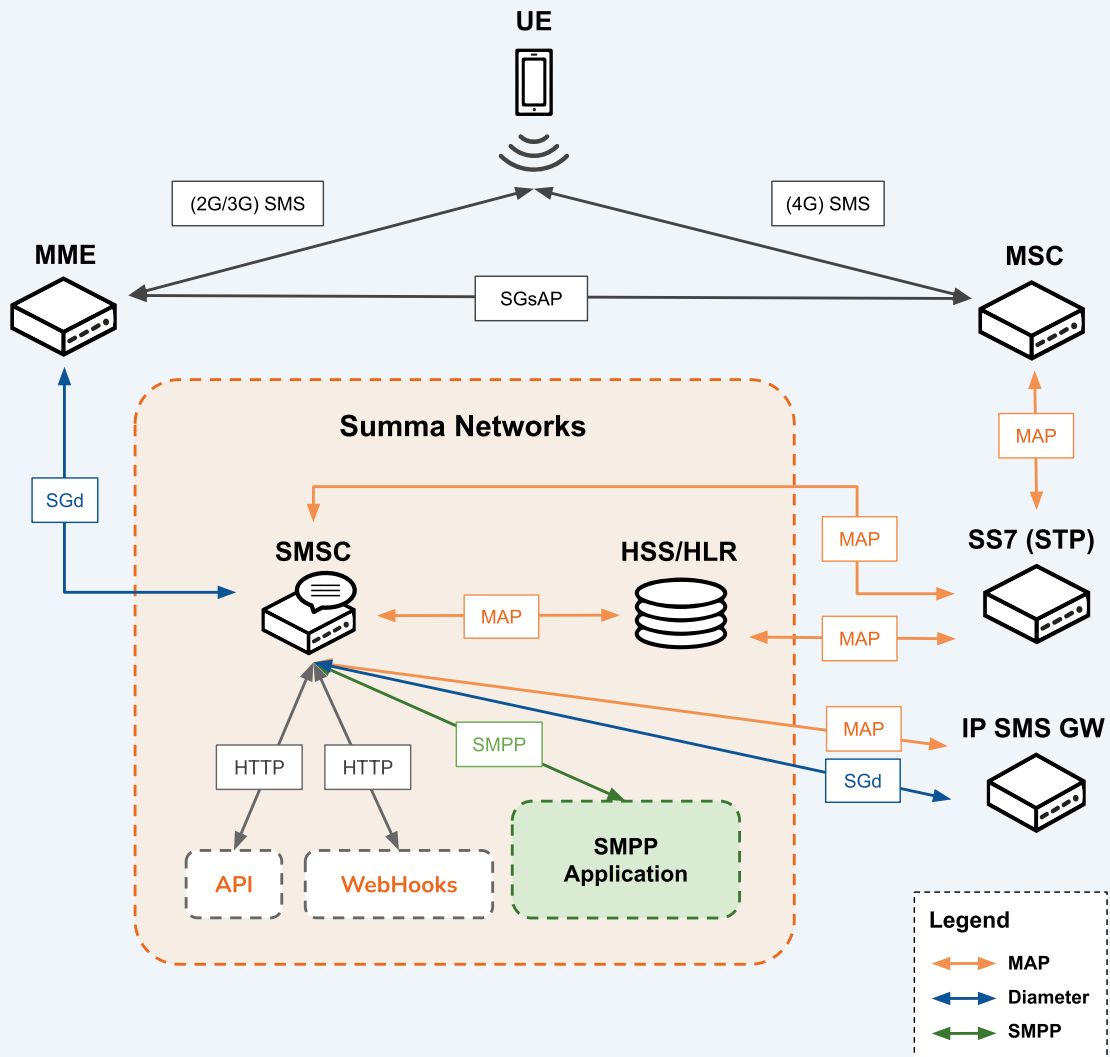 UE
(2G/3G) SMS
(4G) SMS
MME
MSC
SGsAP
Summa Networks
MAP
SGd
MAP
SMSC
HSS/HLR
SS7 (STP)
MAP
MAP
MAP
IP SMS GW
SMPP
HTTP
HTTP
SGd
SMPP
Application
API
WebHooks
Legend
MAP
Diameter
SMPP